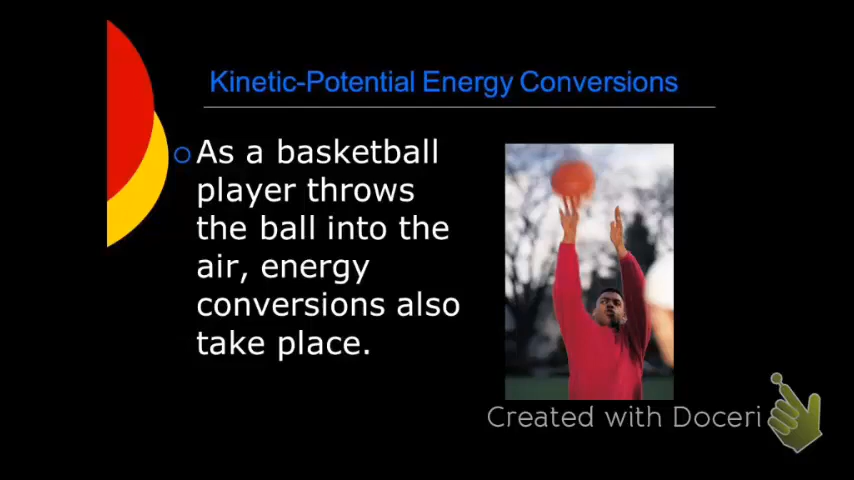 Kinetic-Potential Energy Conversions
As a basketball
player throws
the ball into the
air, energy
conversions also
take place.
Created with Doceri